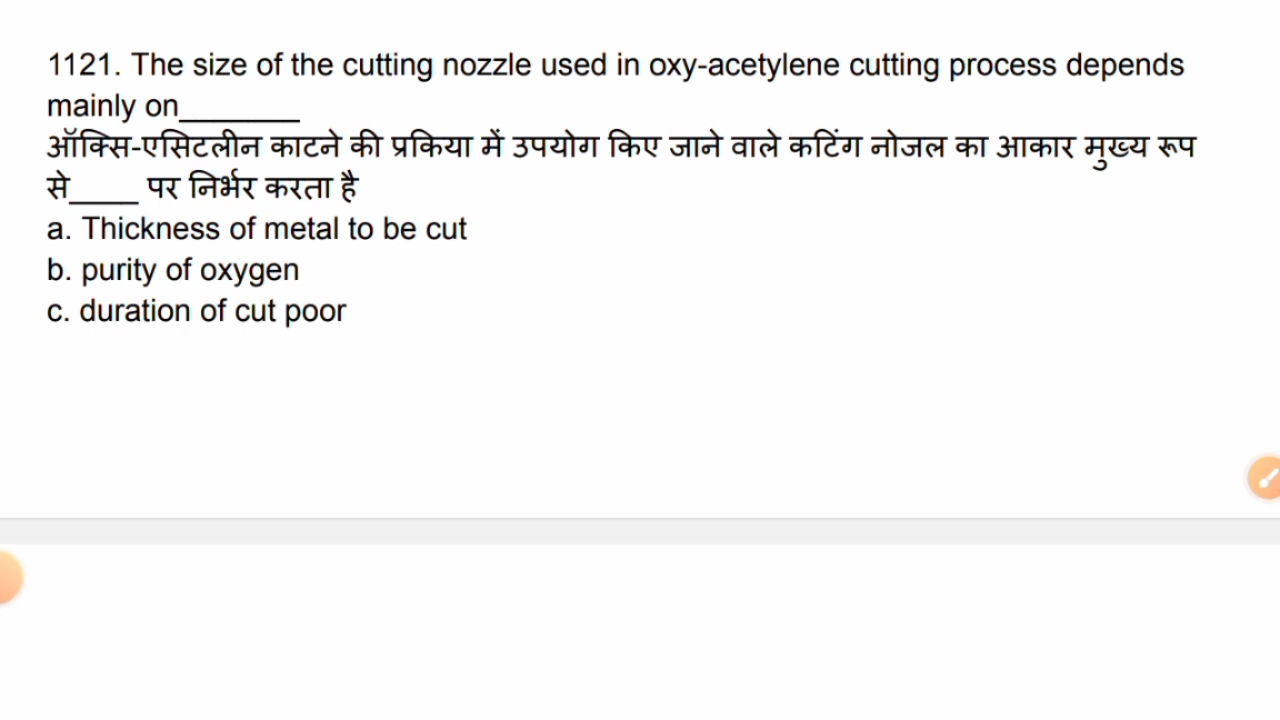 1121. The size of the cutting nozzle used in oxy-acetylene cutting process depends
mainly on________
ऑक्सि-एसिटलीन काटने की प्रकिया में उपयोग किए जाने वाले कटिंग नोजल का आकार मुख्य रूप
से____ पर निर्भर करता है
a. Thickness of metal to be cut
b. purity of oxygen
c. duration of cut poor